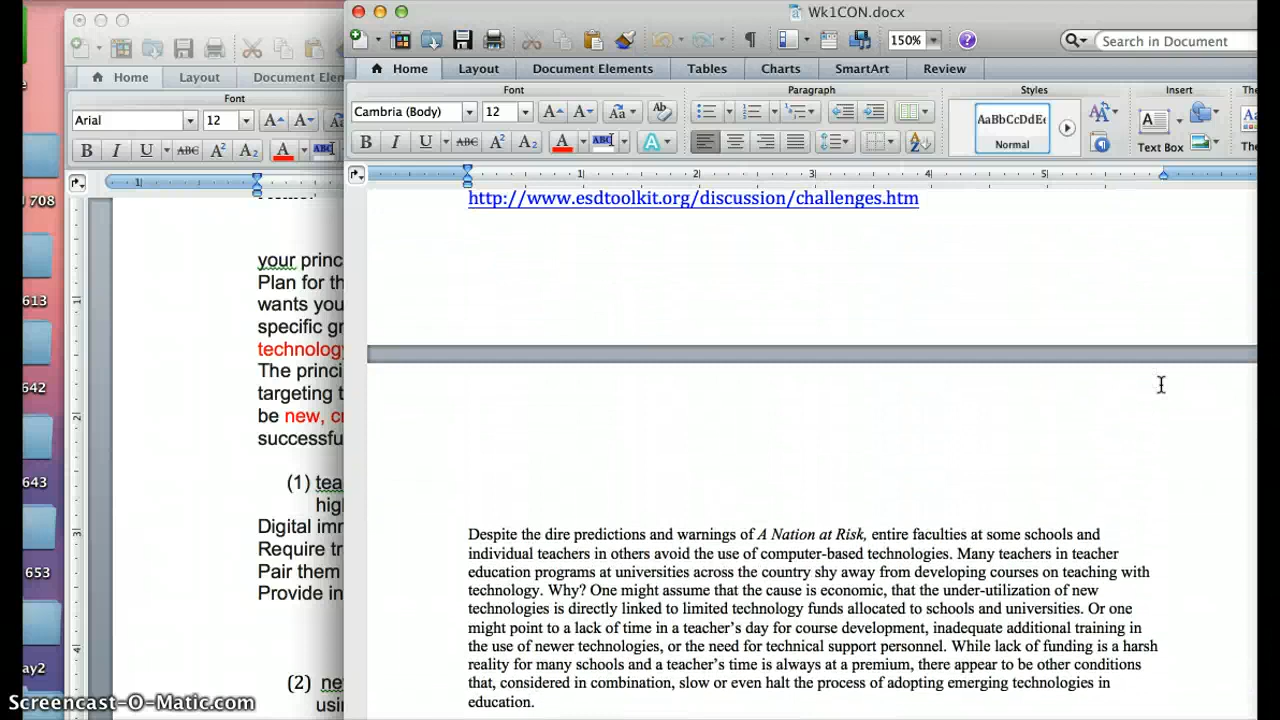 Wk1CON.docx
150%
Search in Document
Home
Layout
Document Elements
Tables
Charts
SmartArt
Review
Font
Paragraph
Styles
Insert
Cambria (Body)
12
AaBbCcDdEe
Normal
Text Box
Home
Layout
Document Elem
Font
Arial
12
708
613
642
643
653
ay2
your princ
Plan for th
wants you
specific gr
technology
The princi
targeting t
be new, cr
successfu
(1) tea
hig
Digital imm
Require tr
Pair them
Provide in
(2) ne
usin
http://www.esdtoolkit.org/discussion/challenges.htm
Despite the dire predictions and warnings of A Nation at Risk, entire faculties at some schools and
individual teachers in others avoid the use of computer-based technologies. Many teachers in teacher
education programs at universities across the country shy away from developing courses on teaching with
technology. Why? One might assume that the cause is economic, that the under-utilization of new
technologies is directly linked to limited technology funds allocated to schools and universities. Or one
might point to a lack of time in a teacher's day for course development, inadequate additional training in
the use of newer technologies, or the need for technical support personnel. While lack of funding is a harsh
reality for many schools and a teacher's time is always at a premium, there appear to be other conditions
that, considered in combination, slow or even halt the process of adopting emerging technologies in
education.
Screencast-O-Matic.com